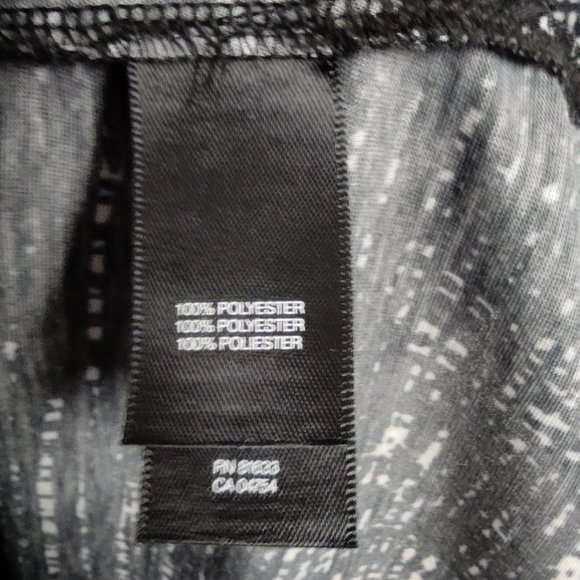 100% POLYESTER
100% POLYESTER
100% POLIESTER
RN 81633
CA 04754